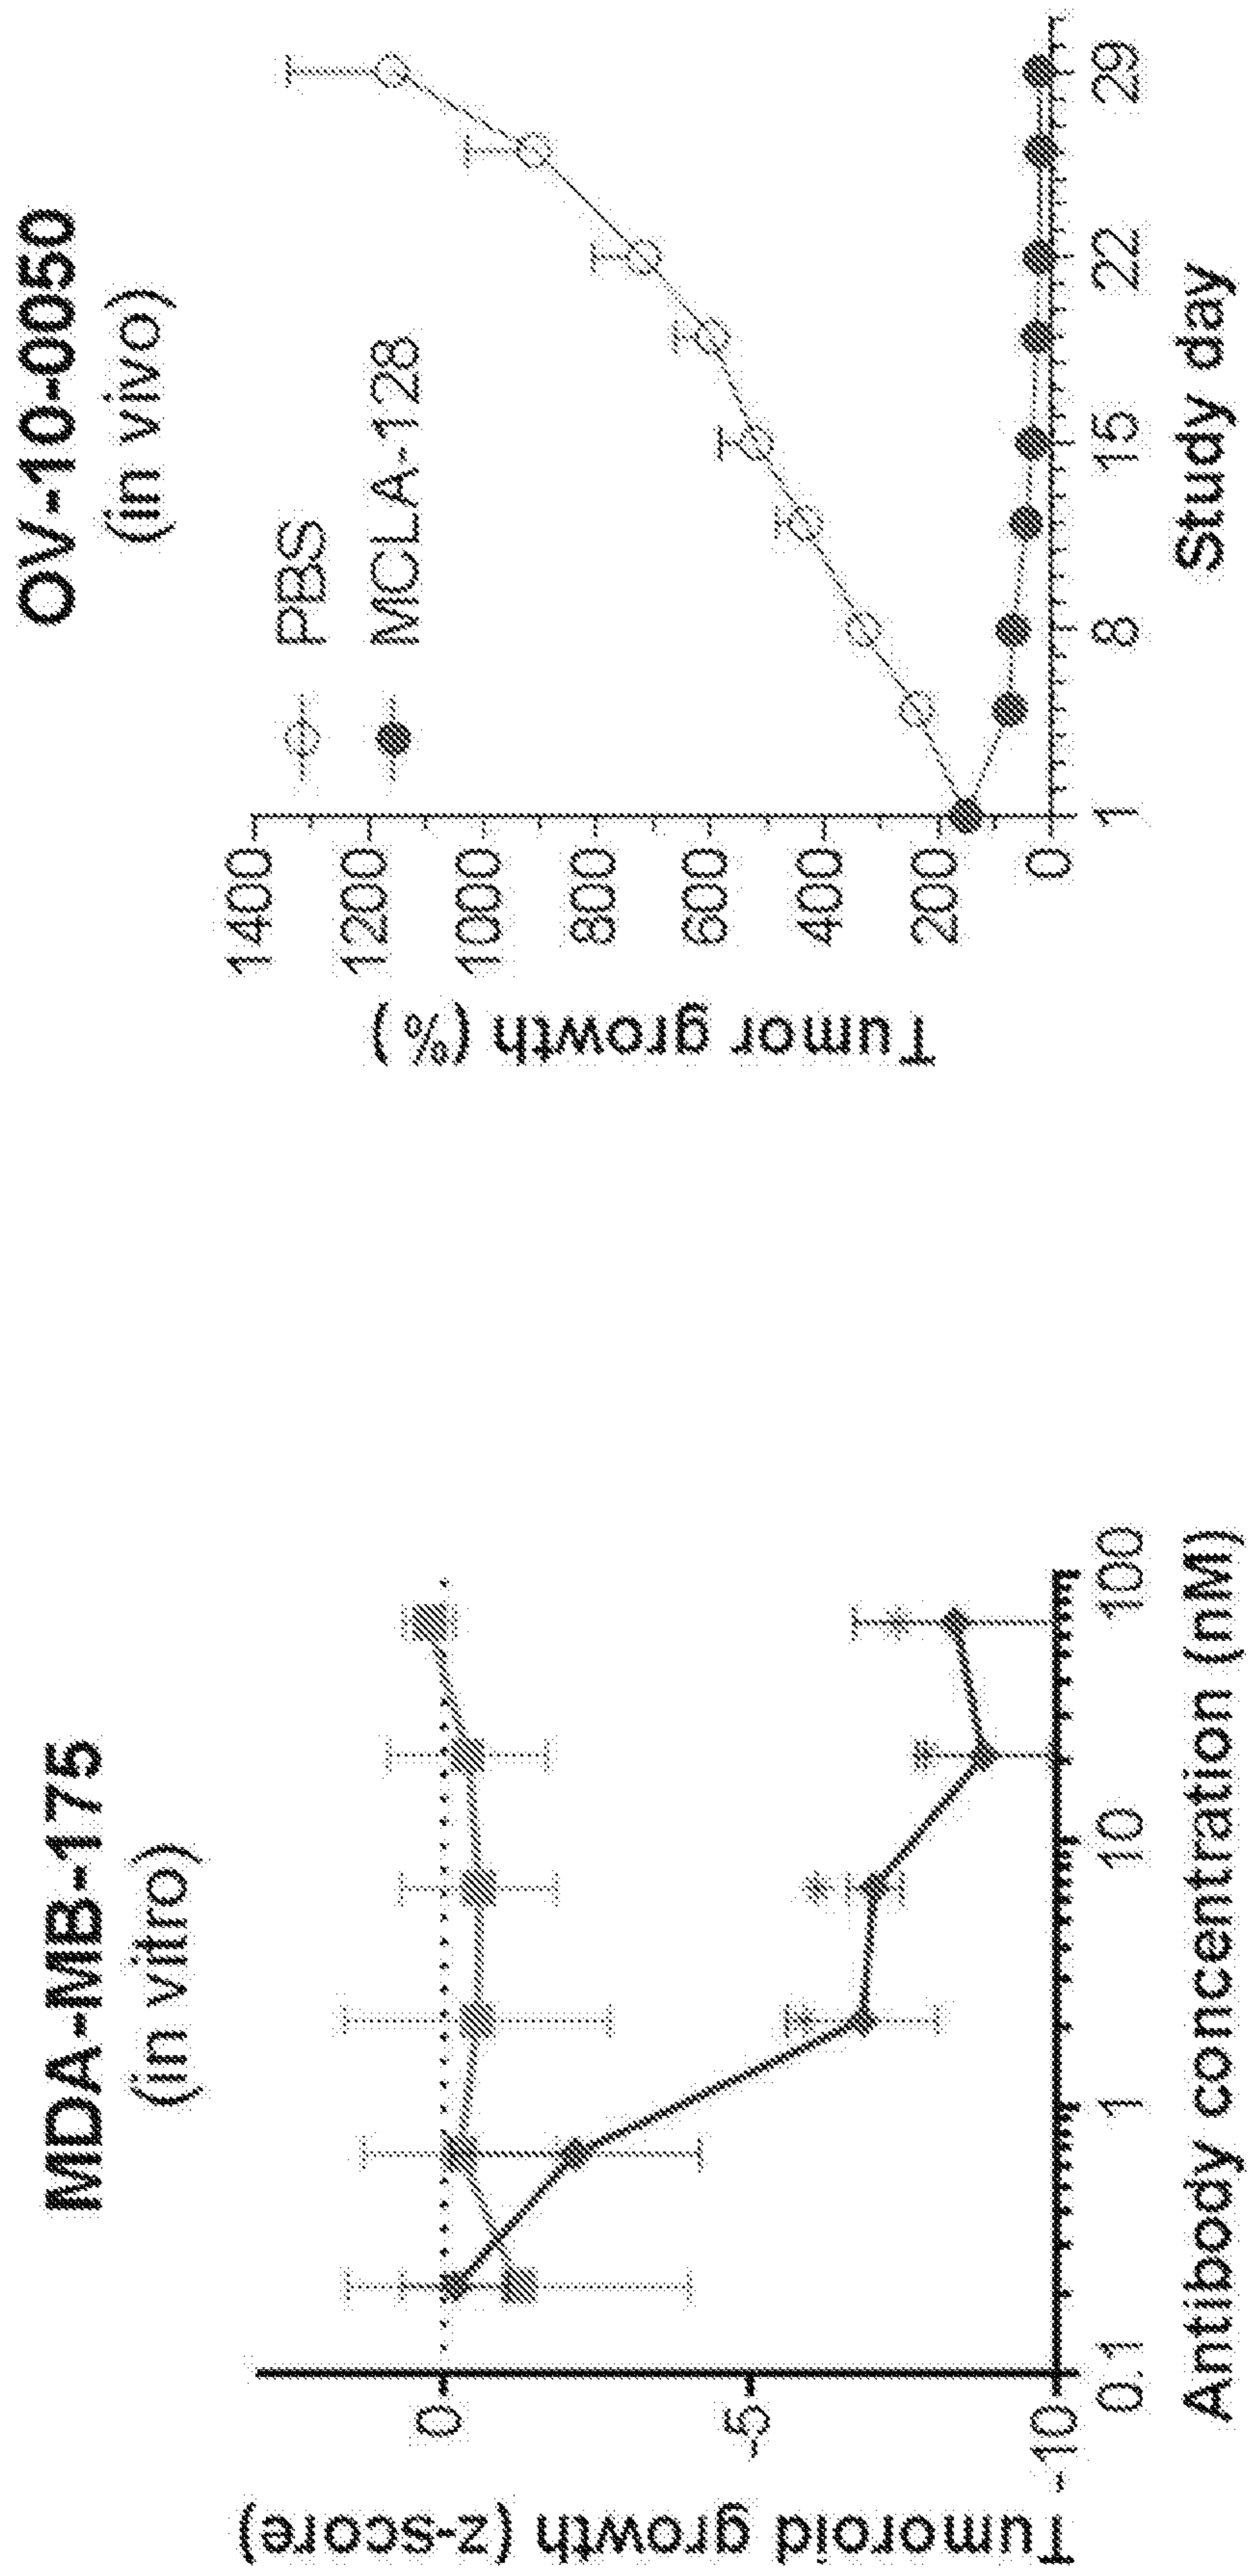 MDA-MB-175
(in vitro)
Tumoroid growth (z-score)
0
-5
-10
*
*
*
*
0.1
1
10
100
Antibody concentration (nM)
OV-10-0050
(in vivo)
PBS
MCLA-128
Tumor growth (%)
1400
1200
1000
800
600
400
200
0
1
8
15
22
29
Study day